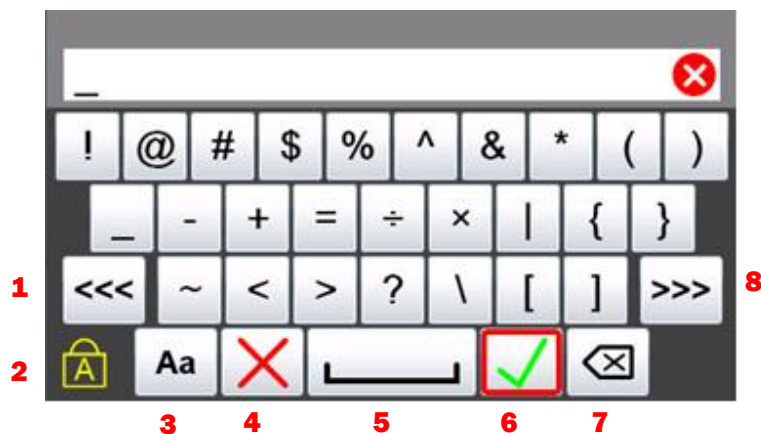 _
! @ # $ % ^ & * ( )
_ - + = ÷ × | { }
1 <<< ~ < > ? \ [ ] >>> 8
2 A Aa
3 4 5 6 7